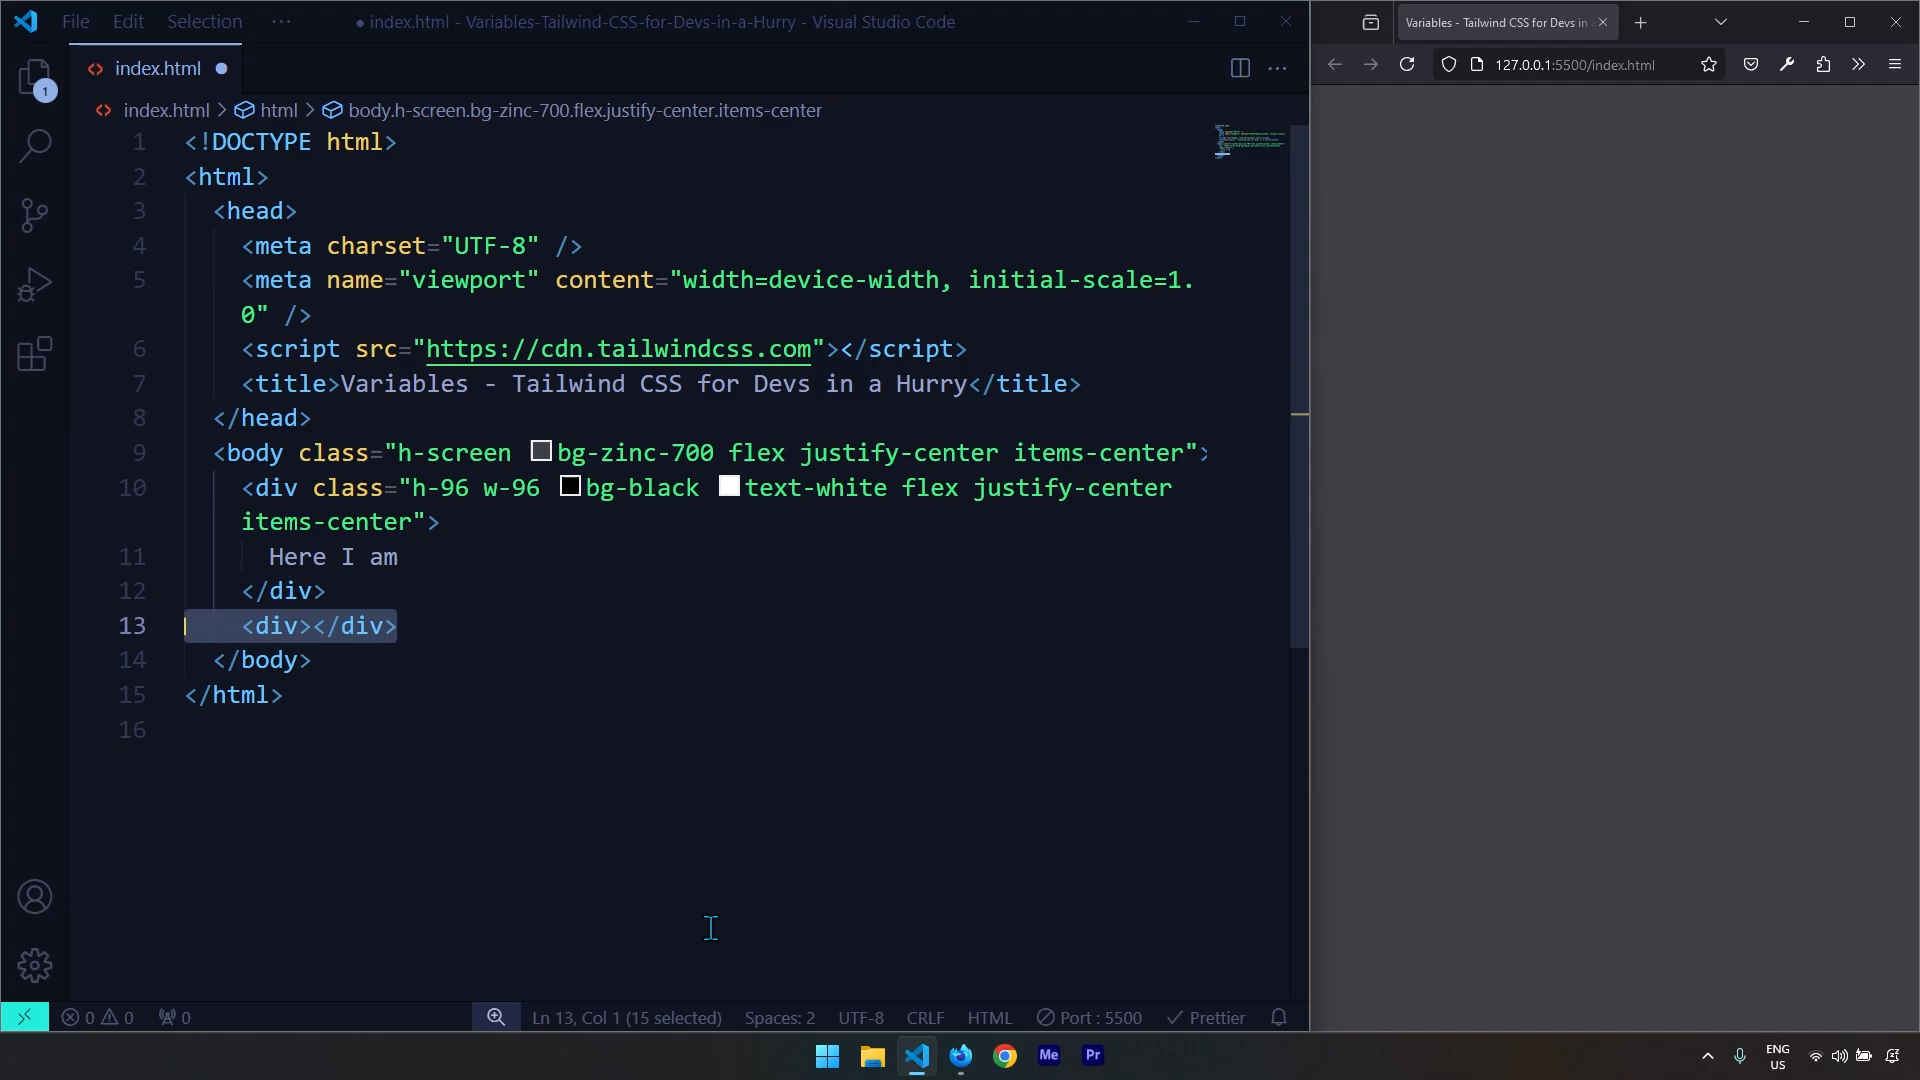 File Edit Selection ··· ● index.html - Variables-Tailwind-CSS-for-Devs-in-a-Hurry - Visual Studio Code
Variables - Tailwind CSS for Devs in
index.html
127.0.0.1:5500/index.html
1
index.html > html > body.h-screen.bg-zinc-700.flex.justify-center.items-center
1 <!DOCTYPE html>
2 <html>
3 <head>
4 <meta charset="UTF-8" />
5 <meta name="viewport" content="width=device-width, initial-scale=1.
0" />
6 <script src="https://cdn.tailwindcss.com"></script>
7 <title>Variables - Tailwind CSS for Devs in a Hurry</title>
8 </head>
9 <body class="h-screen bg-zinc-700 flex justify-center items-center">
10 <div class="h-96 w-96 bg-black text-white flex justify-center
items-center">
11 Here I am
12 </div>
13 <div></div>
14 </body>
15 </html>
16
0 0 0 Ln 13, Col 1 (15 selected) Spaces: 2 UTF-8 CRLF HTML Port : 5500 Prettier
Me Pr
ENG
US